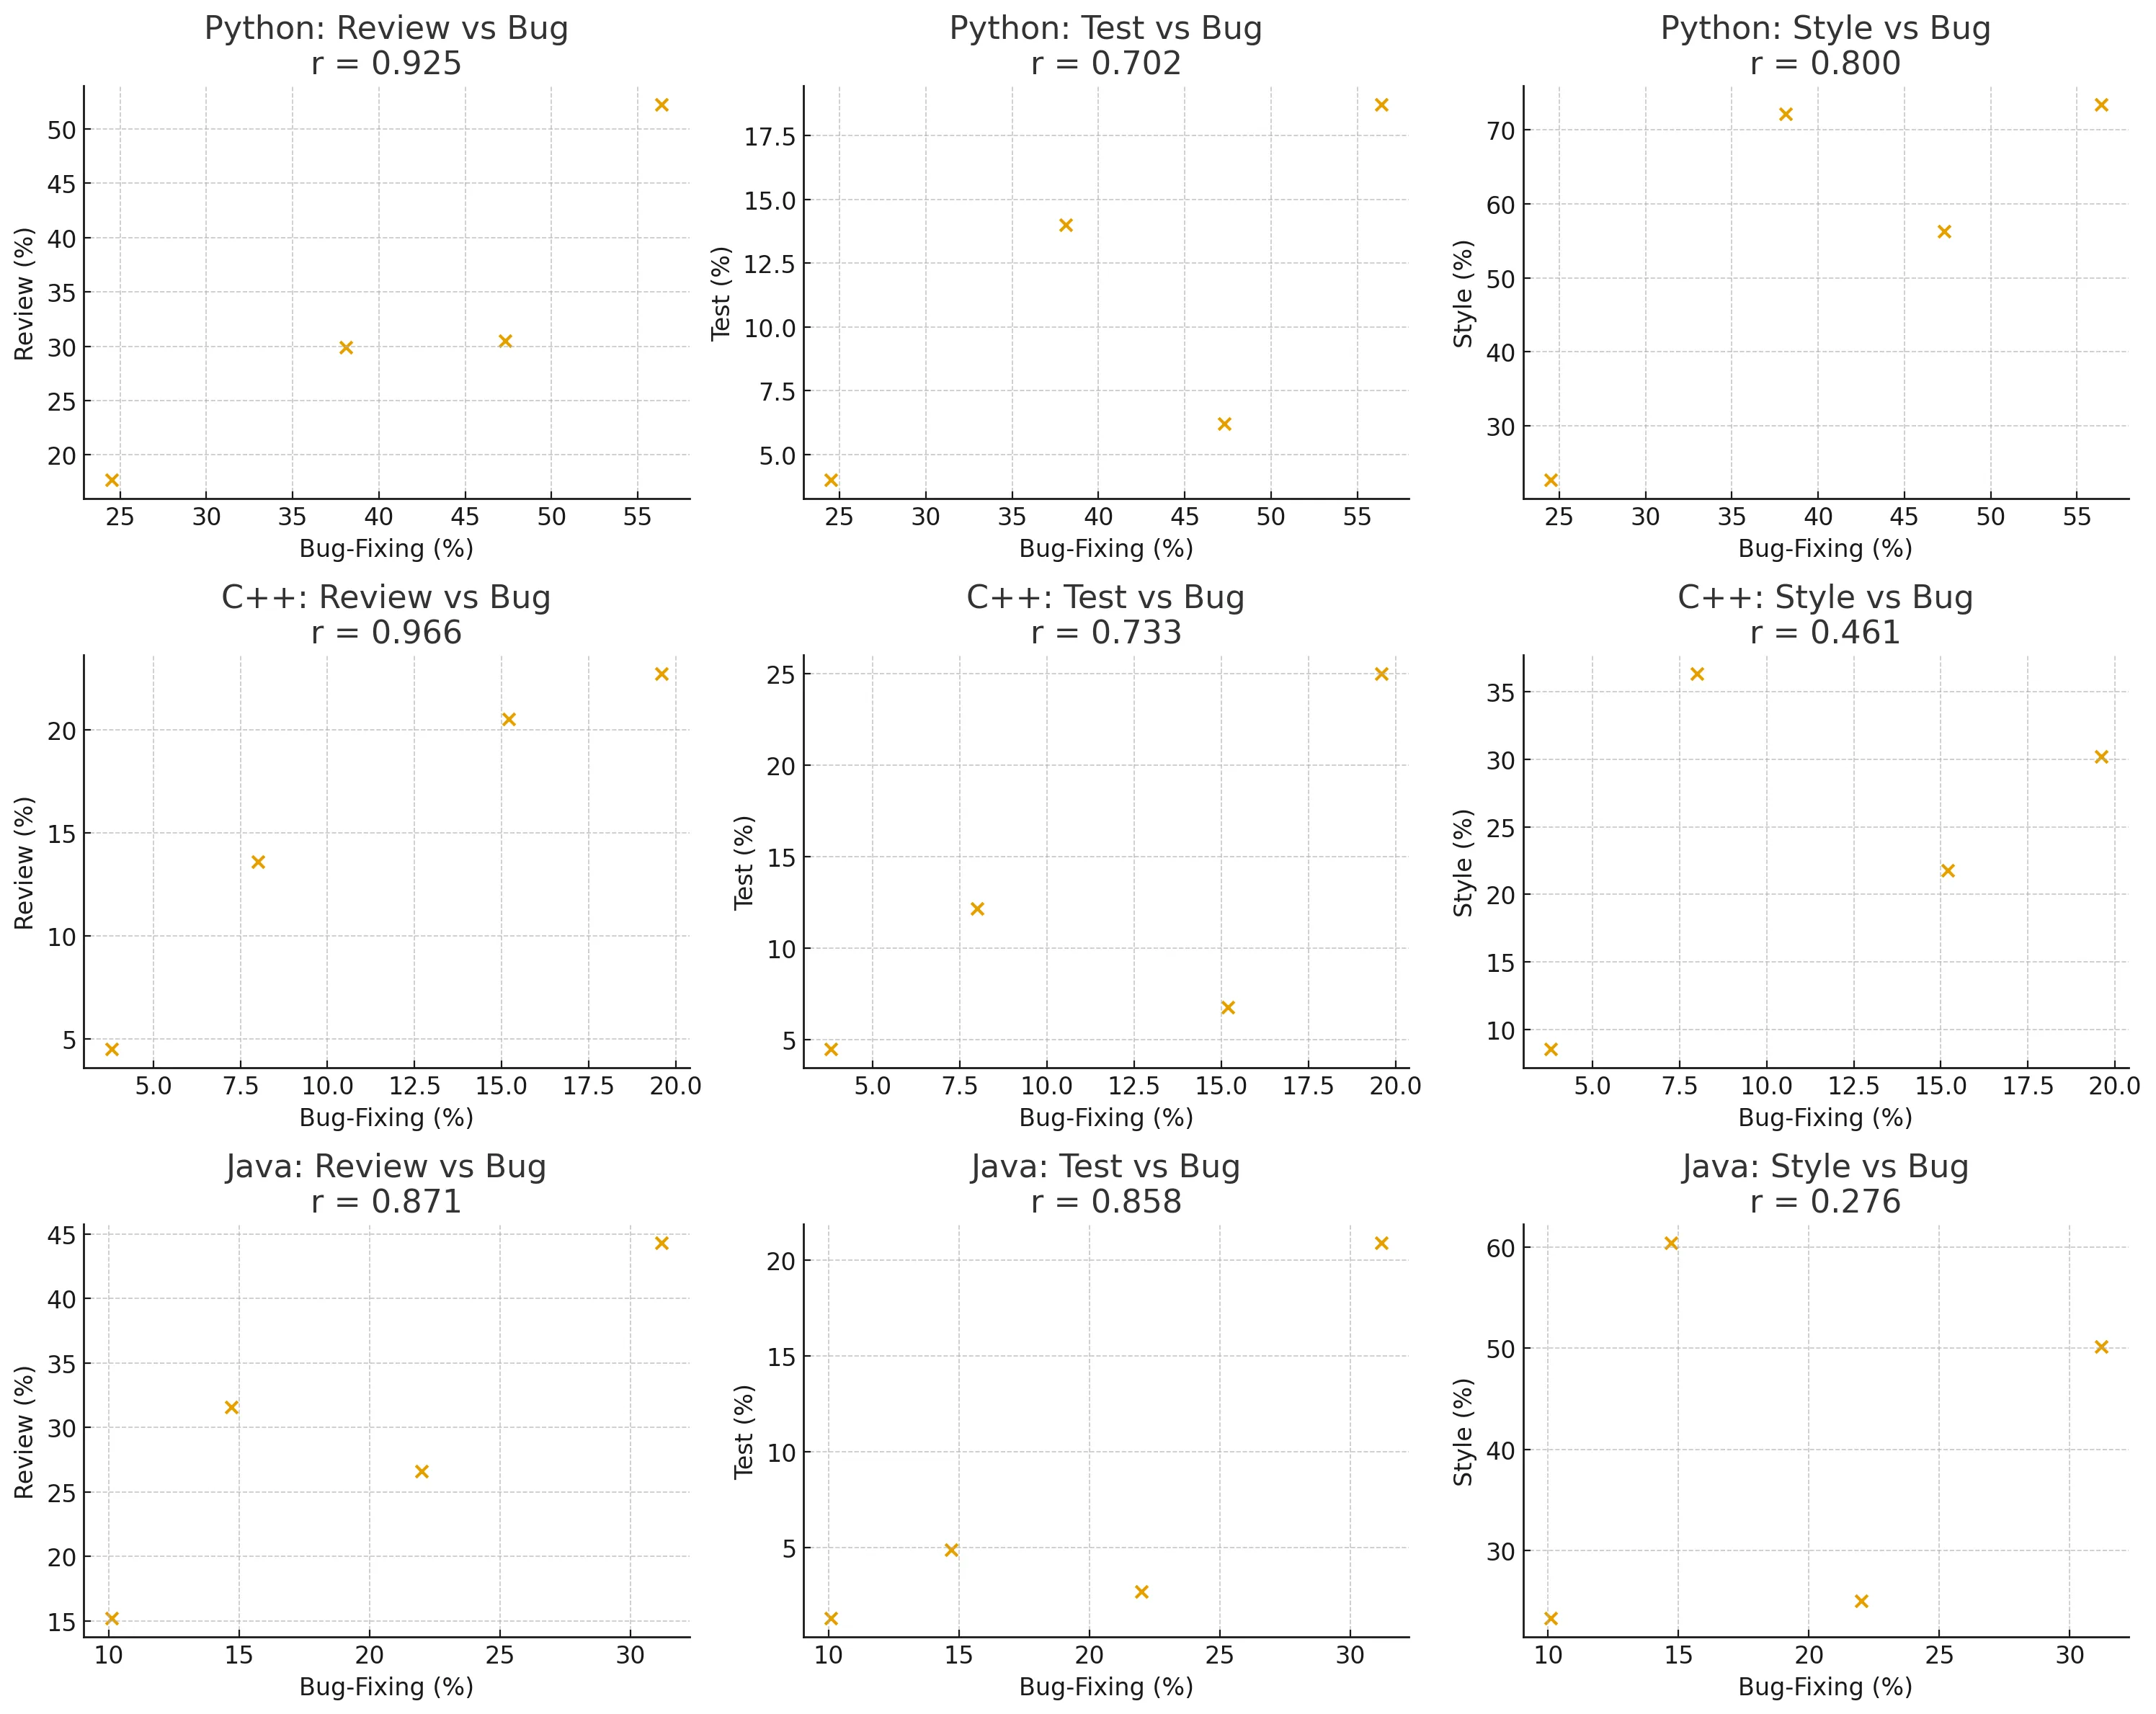 Python: Review vs Bug
r = 0.925
Review (%)
50
45
40
35
30
25
20
25 30 35 40 45 50 55
Bug-Fixing (%)
Python: Test vs Bug
r = 0.702
Test (%)
17.5
15.0
12.5
10.0
7.5
5.0
25 30 35 40 45 50 55
Bug-Fixing (%)
Python: Style vs Bug
r = 0.800
Style (%)
70
60
50
40
30
25 30 35 40 45 50 55
Bug-Fixing (%)
C++: Review vs Bug
r = 0.966
Review (%)
20
15
10
5
5.0 7.5 10.0 12.5 15.0 17.5 20.0
Bug-Fixing (%)
C++: Test vs Bug
r = 0.733
Test (%)
25
20
15
10
5
5.0 7.5 10.0 12.5 15.0 17.5 20.0
Bug-Fixing (%)
C++: Style vs Bug
r = 0.461
Style (%)
35
30
25
20
15
10
5.0 7.5 10.0 12.5 15.0 17.5 20.0
Bug-Fixing (%)
Java: Review vs Bug
r = 0.871
Review (%)
45
40
35
30
25
20
15
10 15 20 25 30
Bug-Fixing (%)
Java: Test vs Bug
r = 0.858
Test (%)
20
15
10
5
10 15 20 25 30
Bug-Fixing (%)
Java: Style vs Bug
r = 0.276
Style (%)
60
50
40
30
10 15 20 25 30
Bug-Fixing (%)